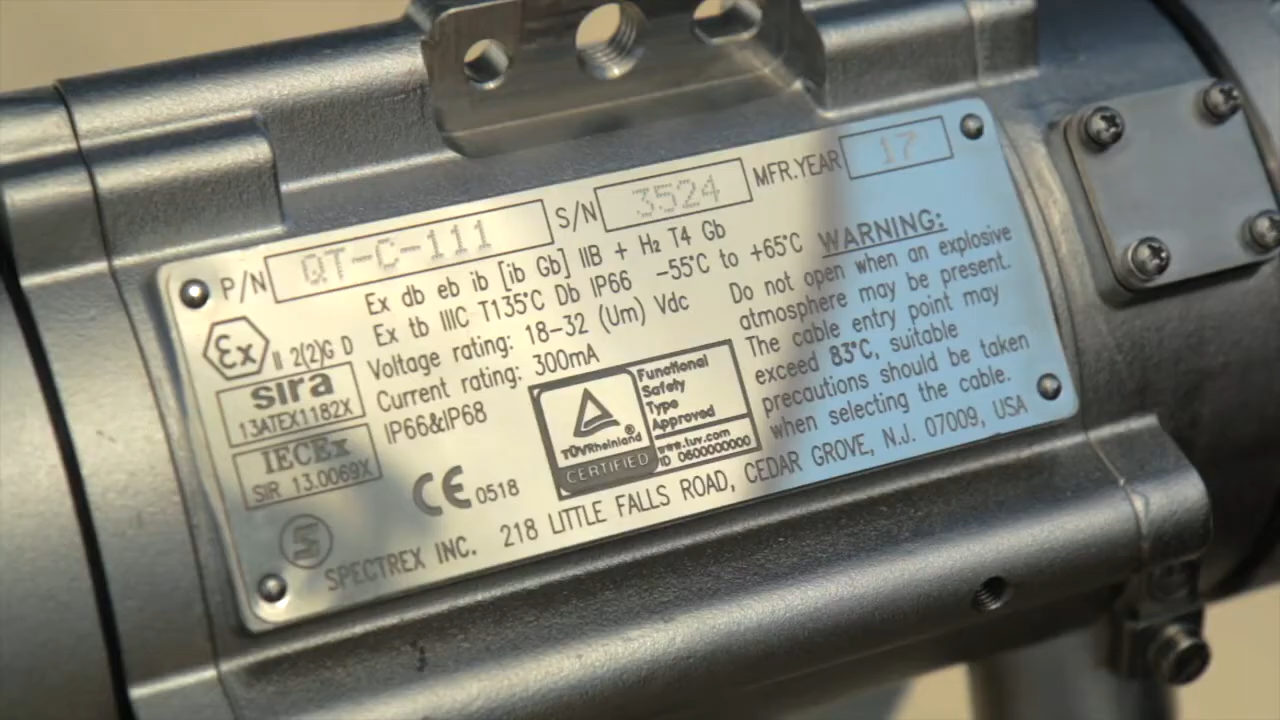 P/N QT-C-111 S/N 3524 MFR.YEAR 17
Ex db eb ib [ib Gb] IIB + H₂ T4 Gb
Ex tb IIIC T135°C Db IP66 -55°C to +65°C
Voltage rating: 18-32 (Um) Vdc
Current rating: 300mA
IP66&IP68
Ex II 2(2)G D
sira
13ATEX1182X
IECEx
SIR 13.0069X
CE 0518
TÜVRheinland®
CERTIFIED
Functional
Safety
Type
Approved
www.tuv.com
ID 0600000000
WARNING:
Do not open when an explosive
atmosphere may be present.
The cable entry point may
exceed 83°C, suitable
precautions should be taken
when selecting the cable.
S
SPECTREX INC. 218 LITTLE FALLS ROAD, CEDAR GROVE, N.J. 07009, USA